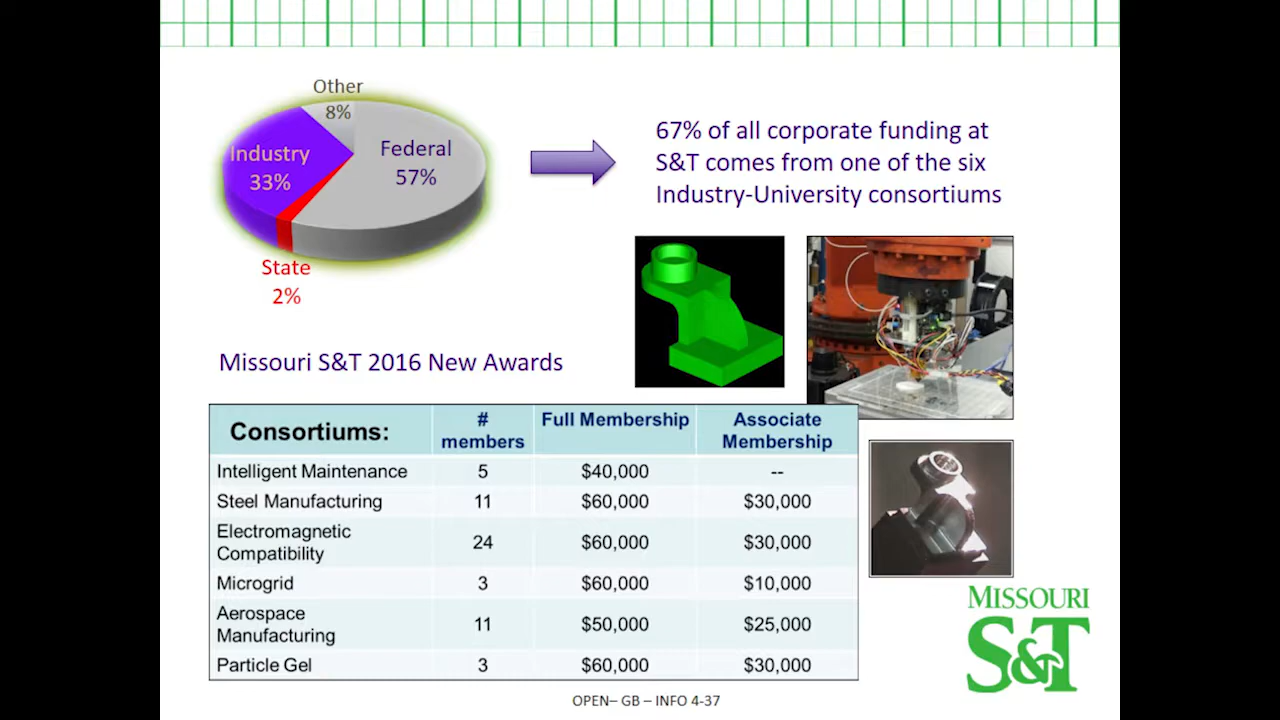 Other
8%
Industry
33%
Federal
57%
State
2%
67% of all corporate funding at
S&T comes from one of the six
Industry-University consortiums
Missouri S&T 2016 New Awards
Consortiums: # members Full Membership Associate Membership
Intelligent Maintenance 5 $40,000 --
Steel Manufacturing 11 $60,000 $30,000
Electromagnetic Compatibility 24 $60,000 $30,000
Microgrid 3 $60,000 $10,000
Aerospace Manufacturing 11 $50,000 $25,000
Particle Gel 3 $60,000 $30,000
MISSOURI
S&T
OPEN– GB – INFO 4-37